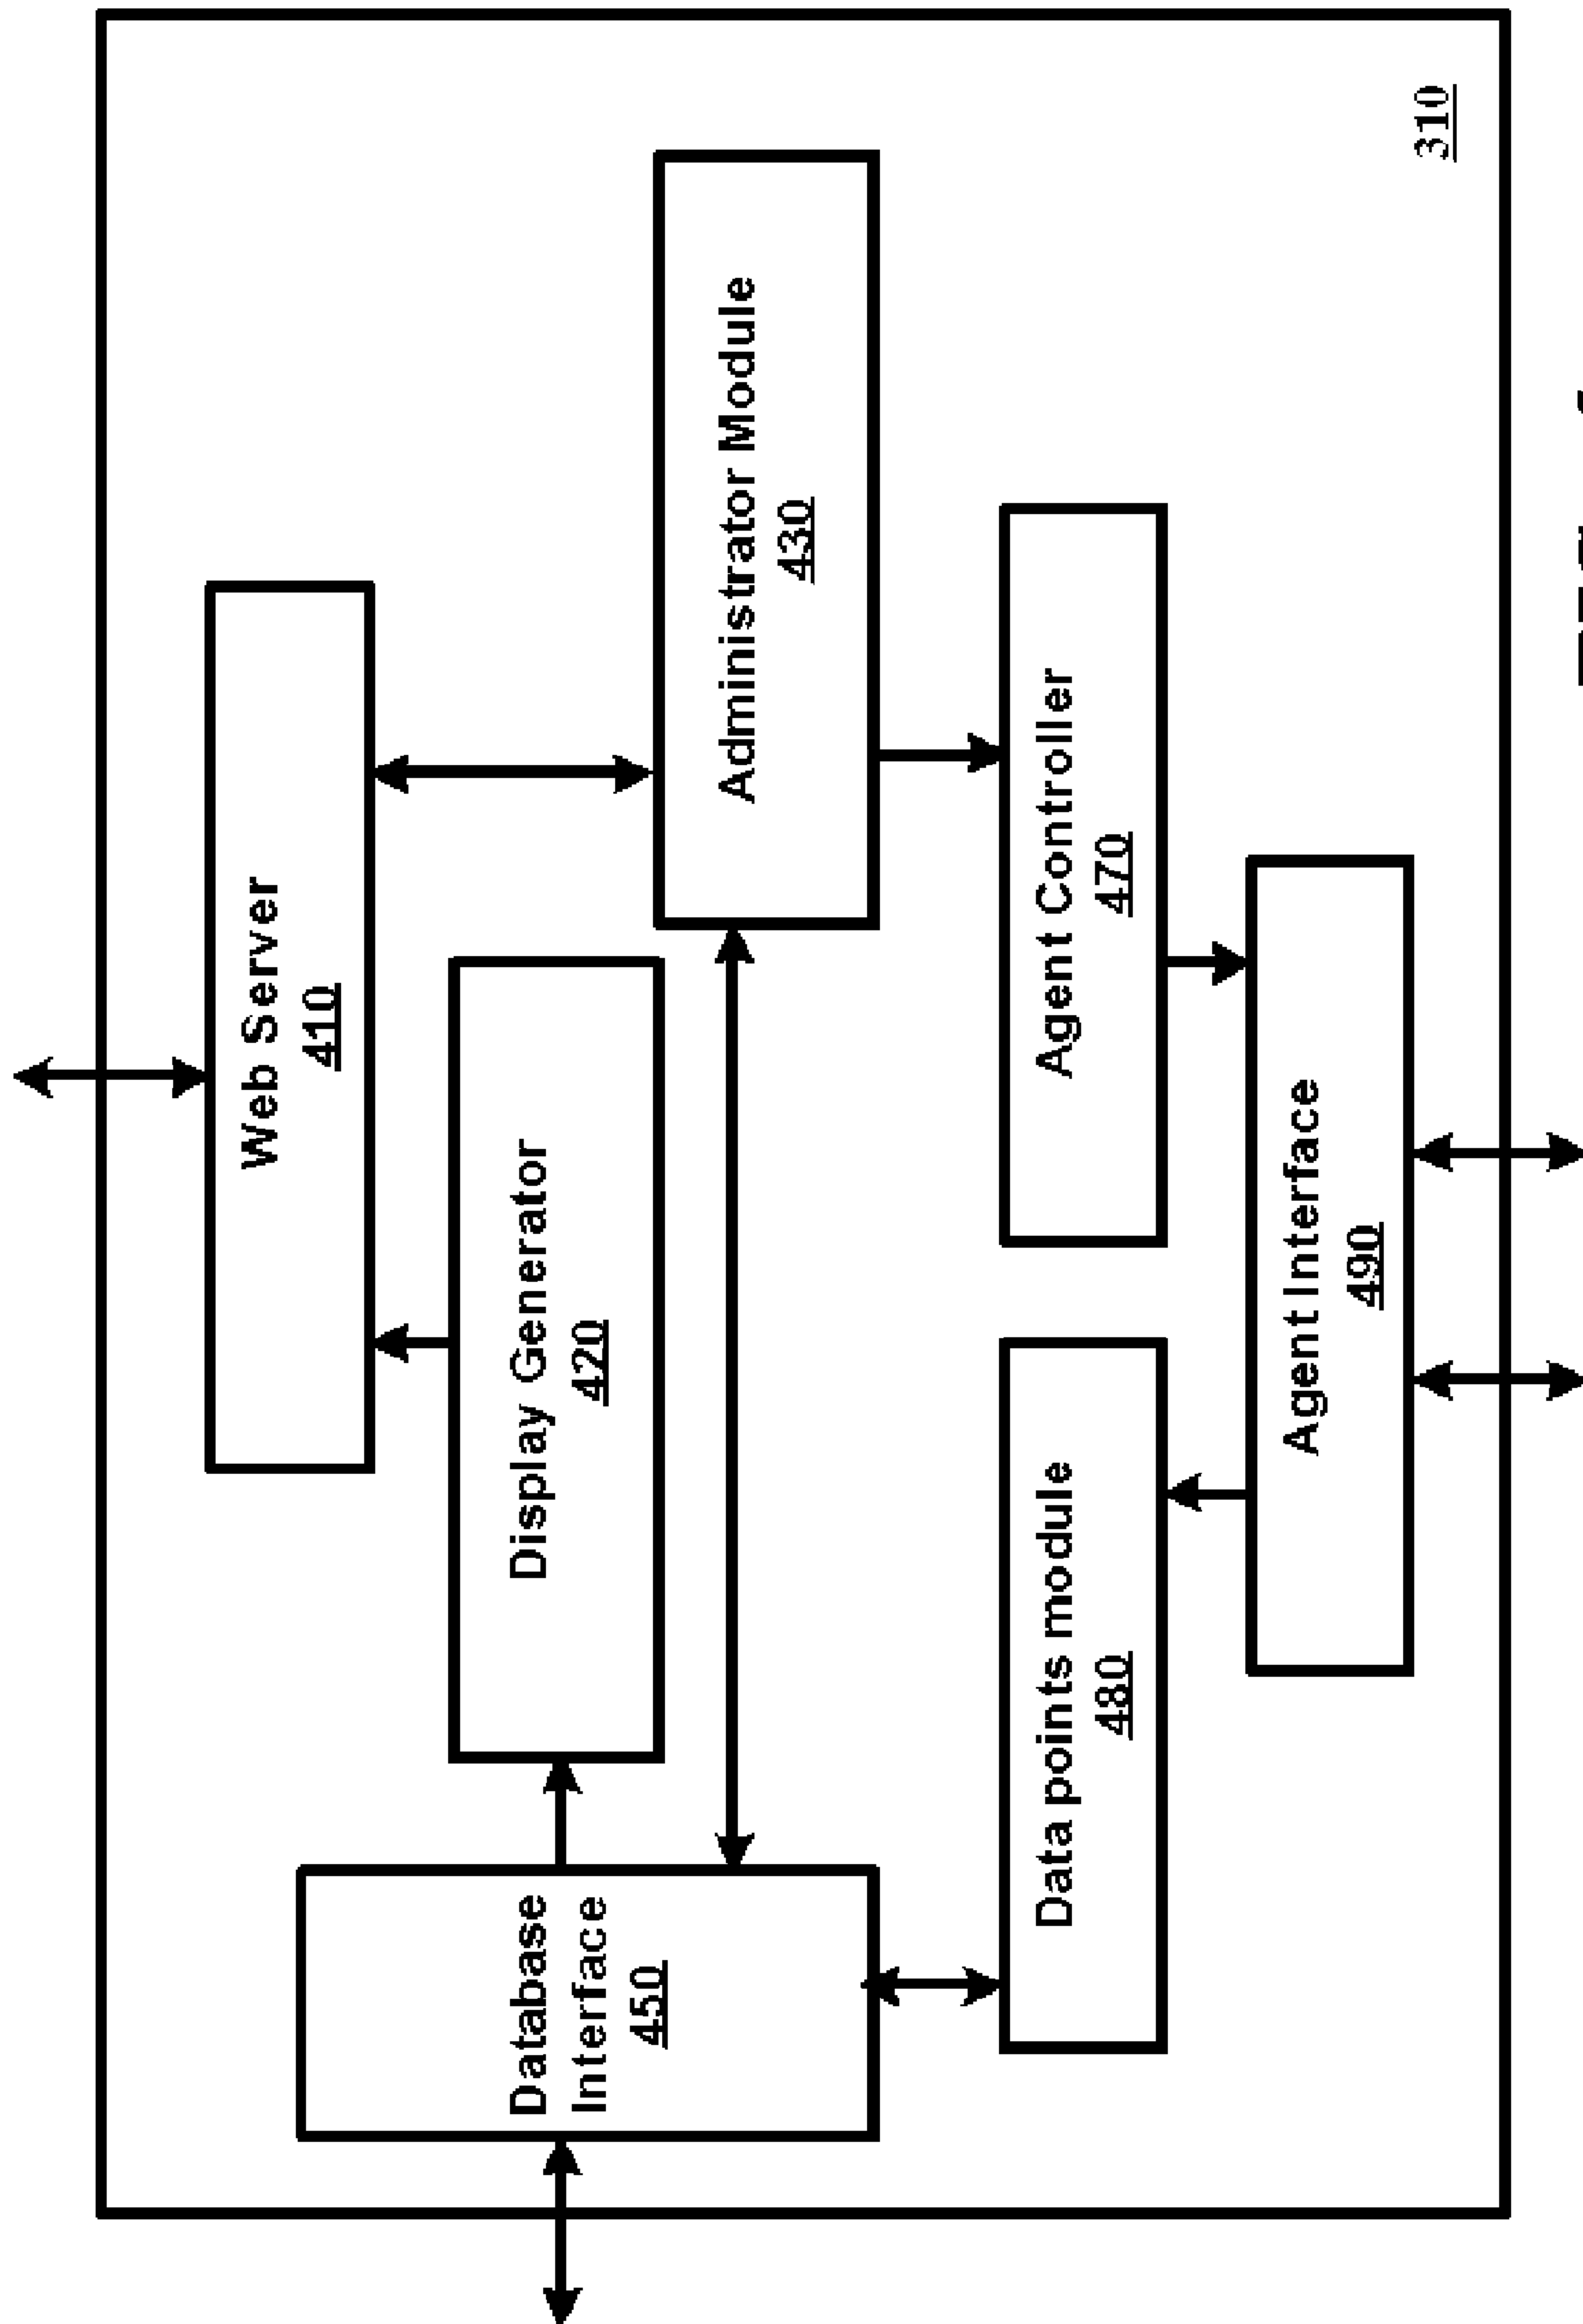 Web Server
410
Display Generator
420
Administrator Module
430
Database
Interface
450
Agent Controller
470
Data points module
480
Agent Interface
490
310